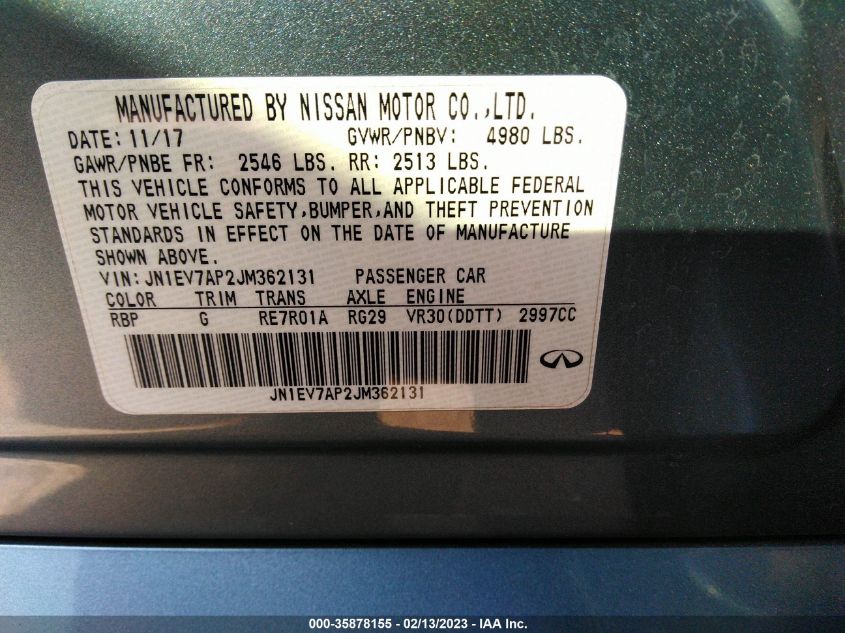 MANUFACTURED BY NISSAN MOTOR CO.,LTD.
DATE: 11/17 GVWR/PNBV: 4980 LBS.
GAWR/PNBE FR: 2546 LBS. RR: 2513 LBS.
THIS VEHICLE CONFORMS TO ALL APPLICABLE FEDERAL
MOTOR VEHICLE SAFETY,BUMPER,AND THEFT PREVENTION
STANDARDS IN EFFECT ON THE DATE OF MANUFACTURE
SHOWN ABOVE.
VIN:JN1EV7AP2JM362131 PASSENGER CAR
COLOR TRIM TRANS AXLE ENGINE
RBP G RE7R01A RG29 VR30(DDTT) 2997CC
JN1EV7AP2JM362131
000-35878155 - 02/13/2023 - IAA Inc.